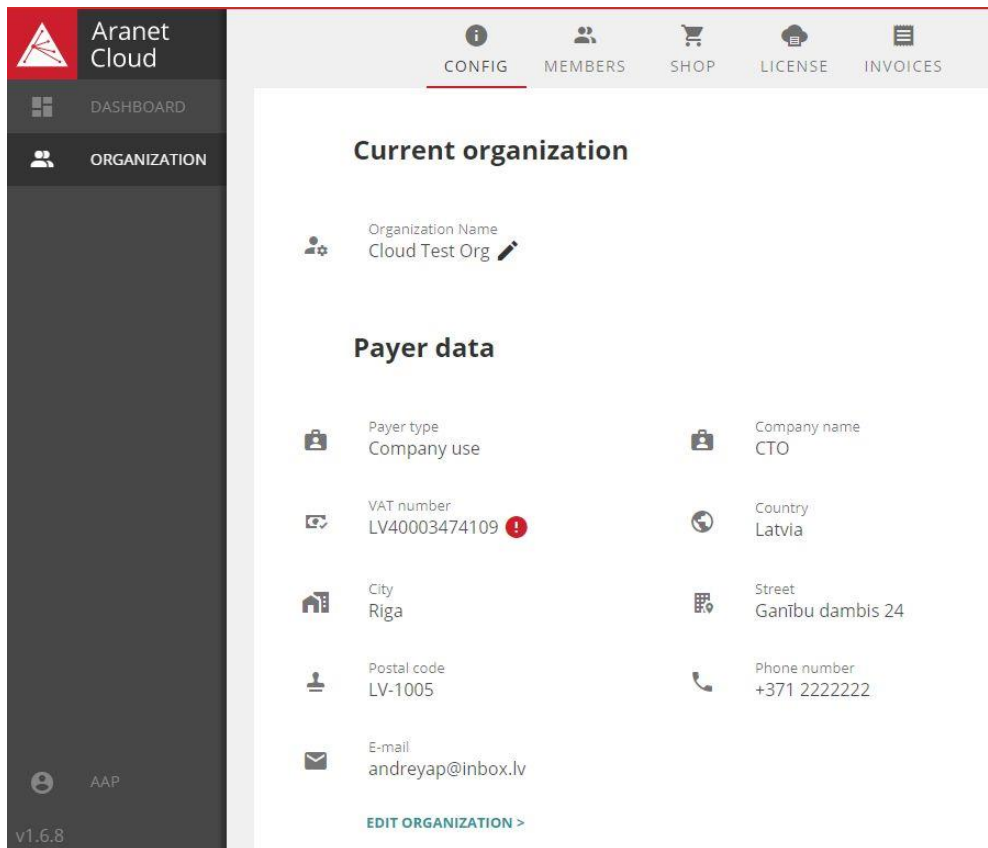 Aranet
Cloud
CONFIG
MEMBERS
SHOP
LICENSE
INVOICES
DASHBOARD
ORGANIZATION
Current organization
Organization Name
Cloud Test Org
Payer data
Payer type
Company use
Company name
CTO
VAT number
LV40003474109
Country
Latvia
City
Riga
Street
Ganību dambis 24
Postal code
LV-1005
Phone number
+371 2222222
E-mail
andreyap@inbox.lv
EDIT ORGANIZATION >
AAP
v1.6.8